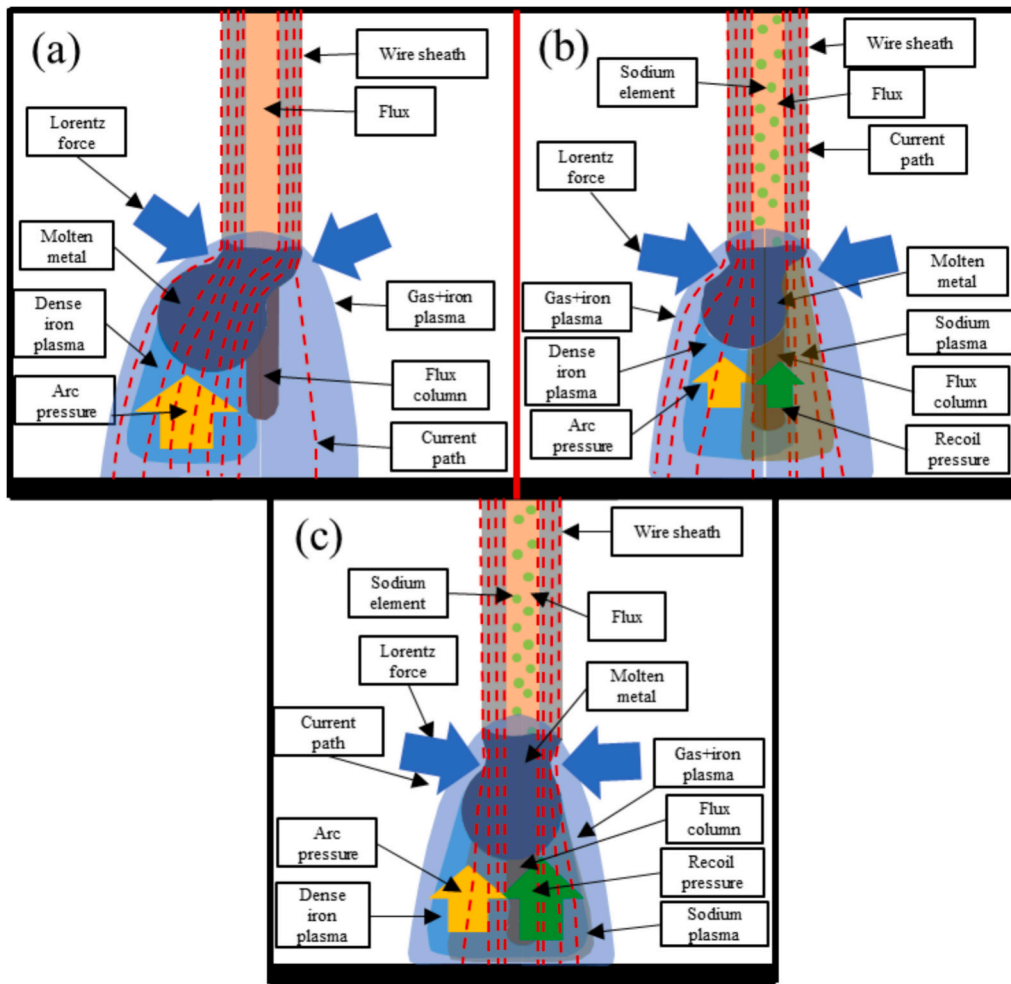 (a)
Wire sheath
Flux
Lorentz
force
Molten
metal
Dense
iron
plasma
Arc
pressure
Gas+iron
plasma
Flux
column
Current
path
(b)
Wire sheath
Sodium
element
Flux
Current
path
Lorentz
force
Molten
metal
Gas+iron
plasma
Sodium
plasma
Dense
iron plasma
Flux
column
Arc
pressure
Recoil
pressure
(c)
Wire sheath
Sodium
element
Flux
Lorentz
force
Molten
metal
Current
path
Gas+iron
plasma
Flux
column
Arc
pressure
Recoil
pressure
Dense
iron
plasma
Sodium
plasma